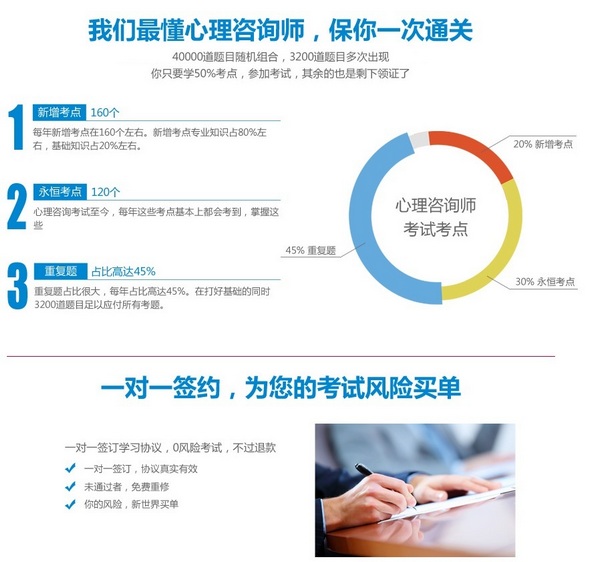 我们最懂心理咨询师，保你一次通关
40000道题目随机组合，3200道题目多次出现
你只要学50%考点，参加考试，其余的也是剩下领证了
1 新增考点 160个
每年新增考点在160个左右。新增考点专业知识占80%左
右，基础知识占20%左右。
2 永恒考点 120个
心理咨询考试至今，每年这些考点基本上都会考到，掌握这
些
3 重复题 占比高达45%
重复题占比很大，每年占比高达45%。在打好基础的同时
3200道题目足以应付所有考题。
20% 新增考点
心理咨询师
考试考点
45% 重复题
30% 永恒考点
一对一签约，为您的考试风险买单
一对一签订学习协议，0风险考试，不过退款
一对一签订，协议真实有效
未通过者，免费重修
你的风险，新世界买单